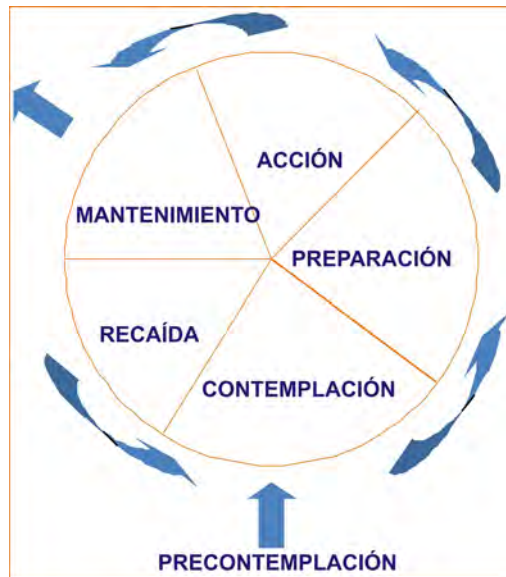 ACCIÓN
MANTENIMIENTO
PREPARACIÓN
RECAÍDA
CONTEMPLACIÓN
PRECONTEMPLACIÓN